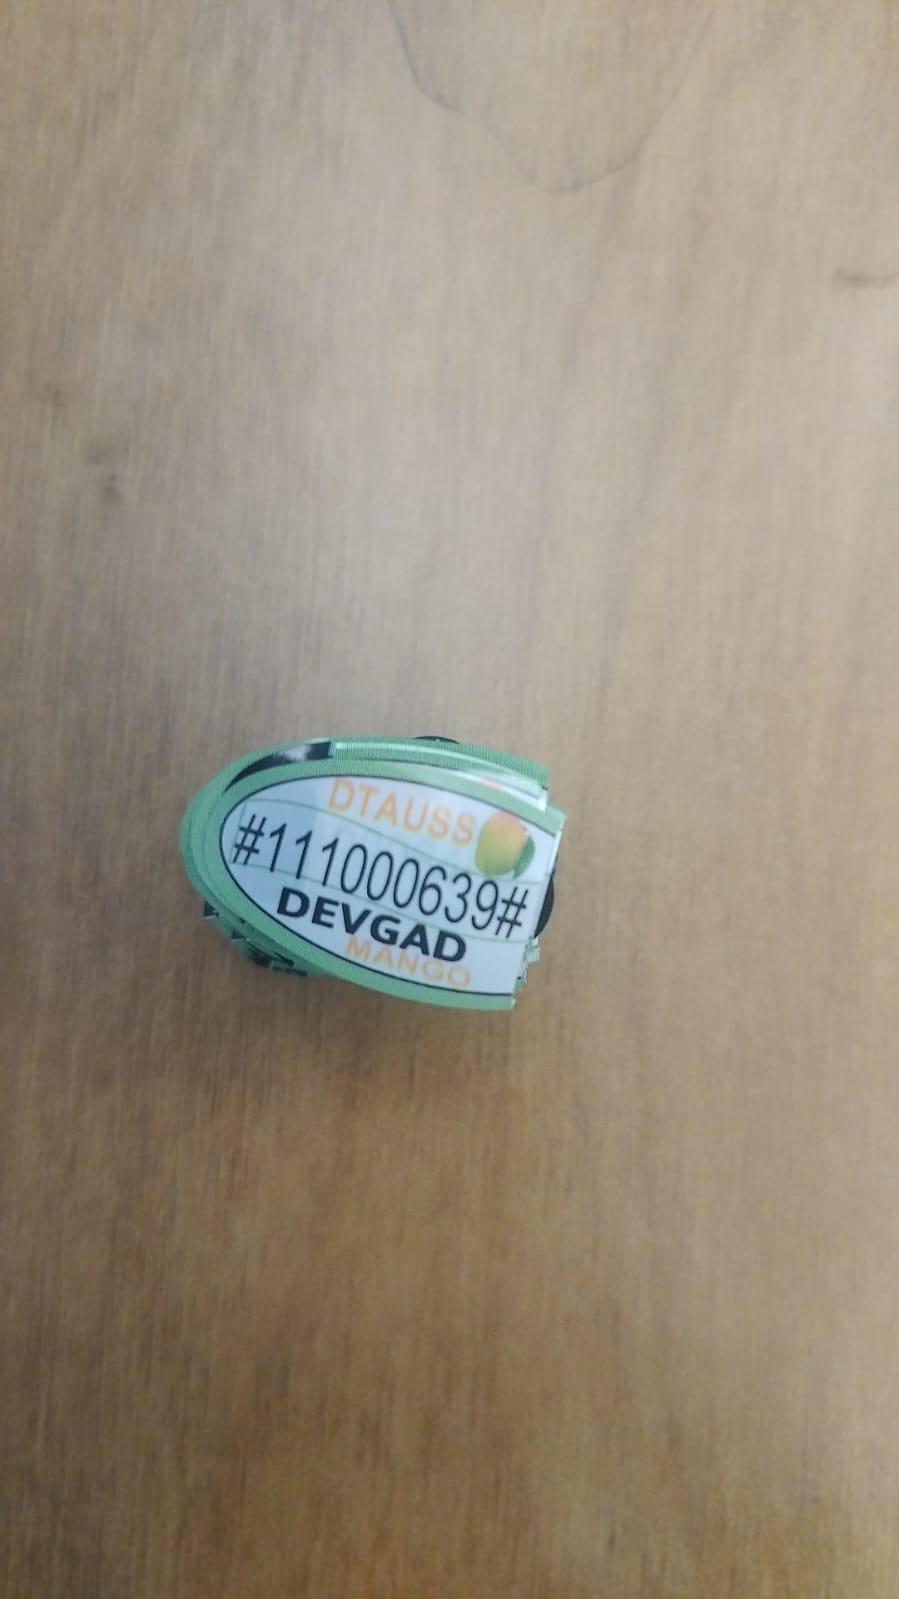 DTAUSS
#111000639#
DEVGAD
MANGO